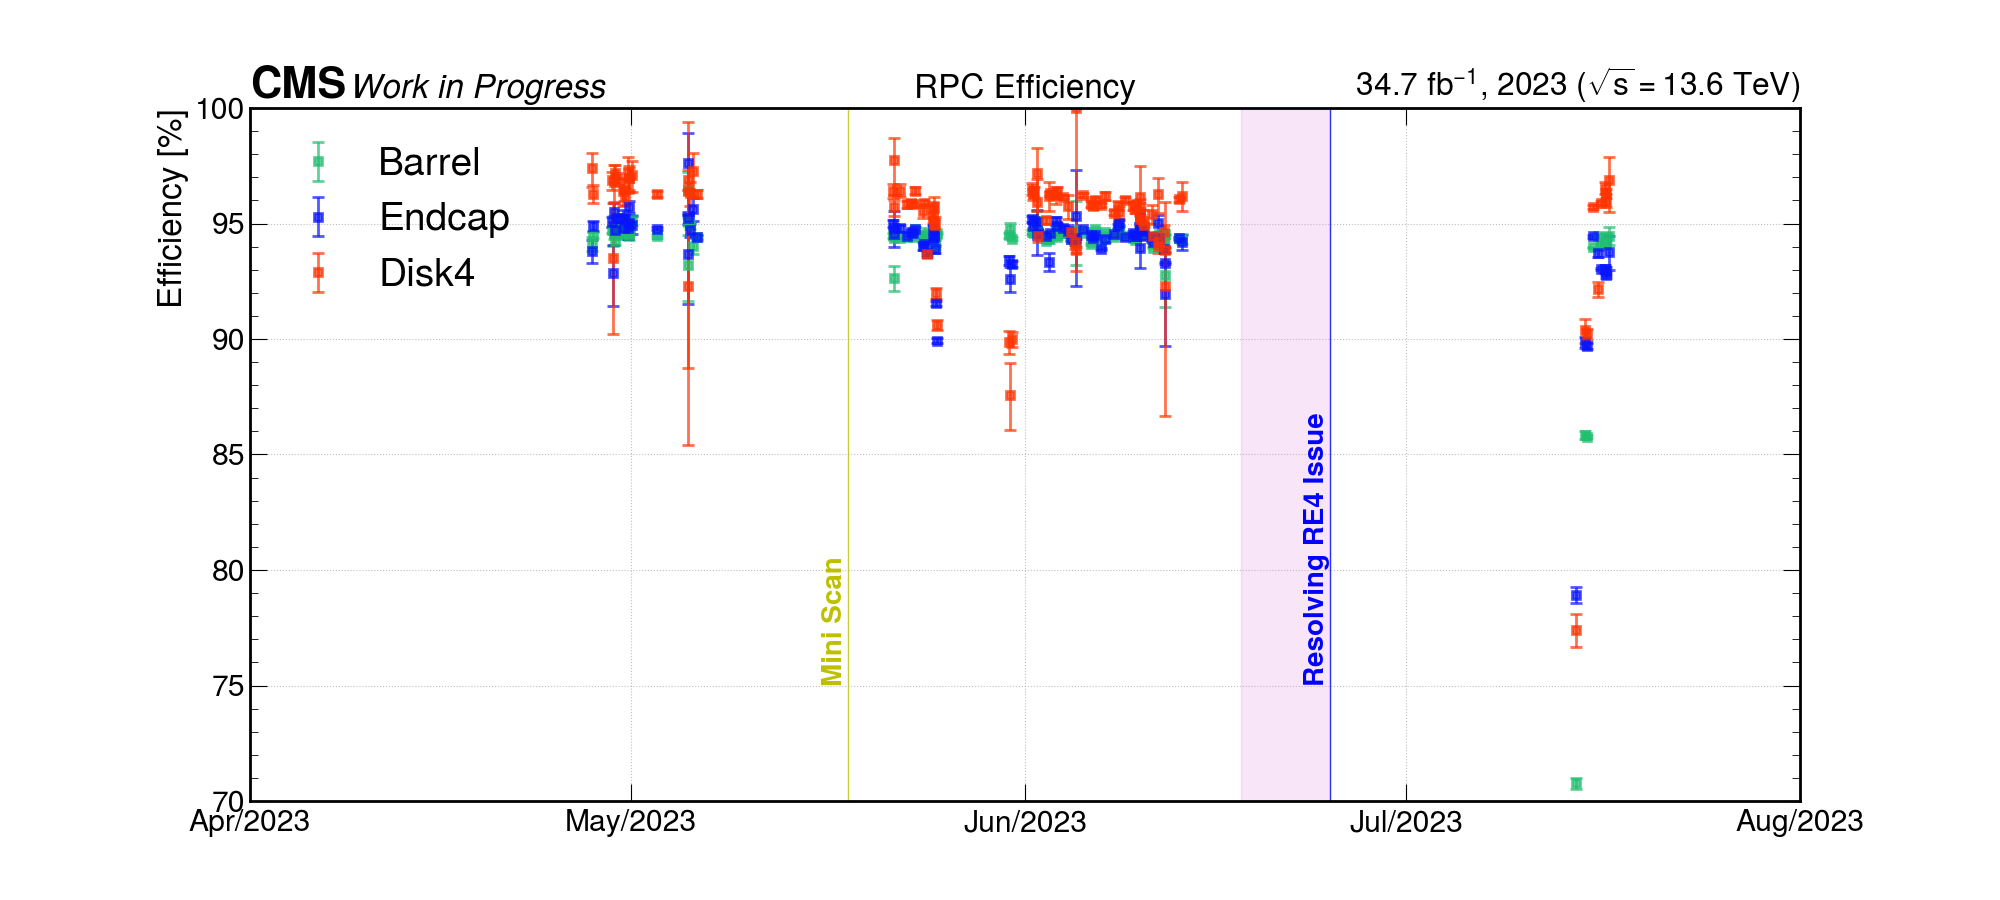 CMS Work in Progress RPC Efficiency 34.7 fb⁻¹, 2023 (√s = 13.6 TeV)
Efficiency [%]
100
95
90
85
80
75
70
Barrel
Endcap
Disk4
Mini Scan
Resolving RE4 Issue
Apr/2023 May/2023 Jun/2023 Jul/2023 Aug/2023